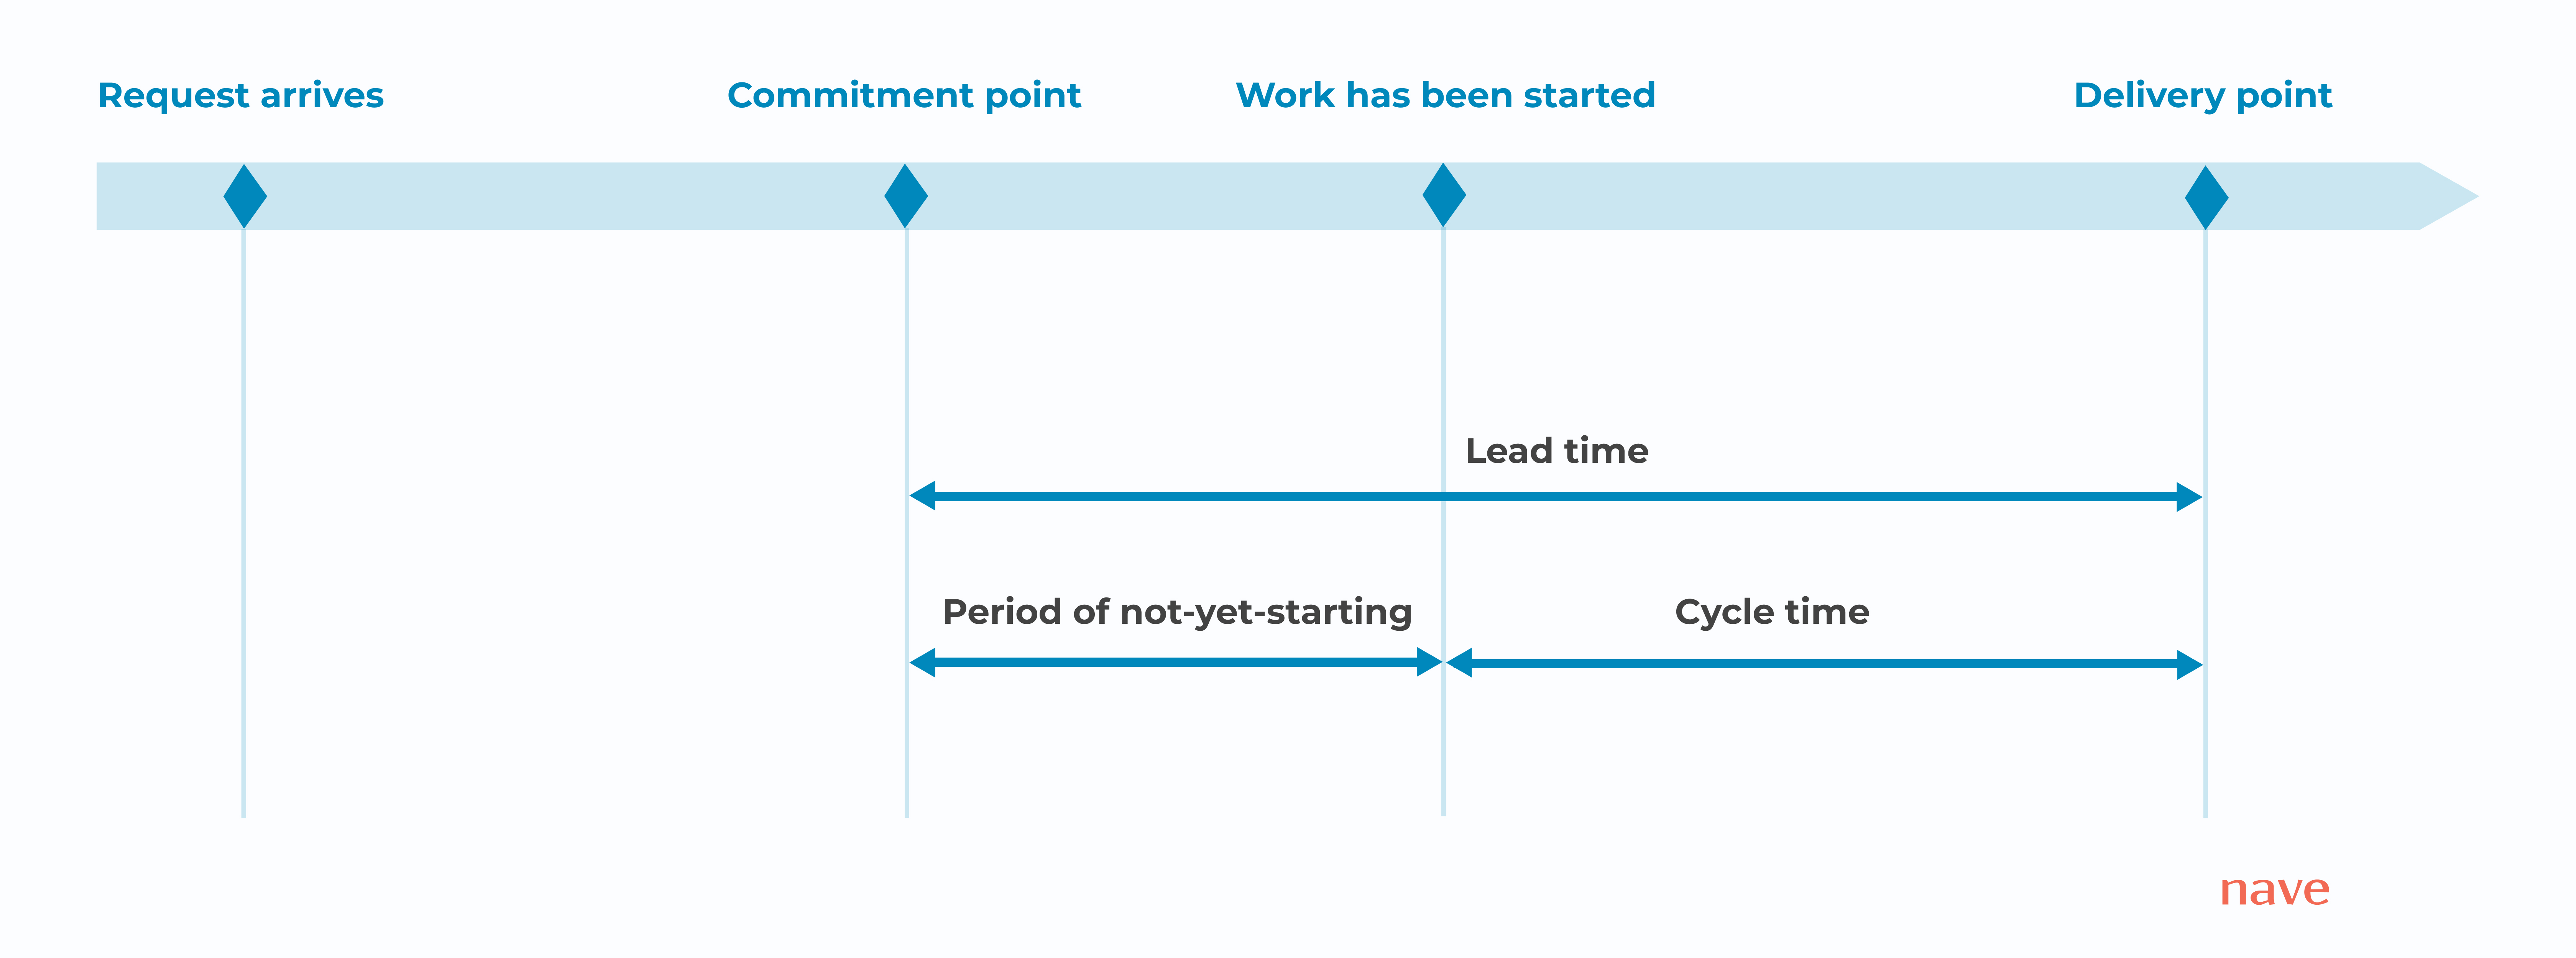 Request arrives
Commitment point
Work has been started
Delivery point
Lead time
Period of not-yet-starting
Cycle time
nave